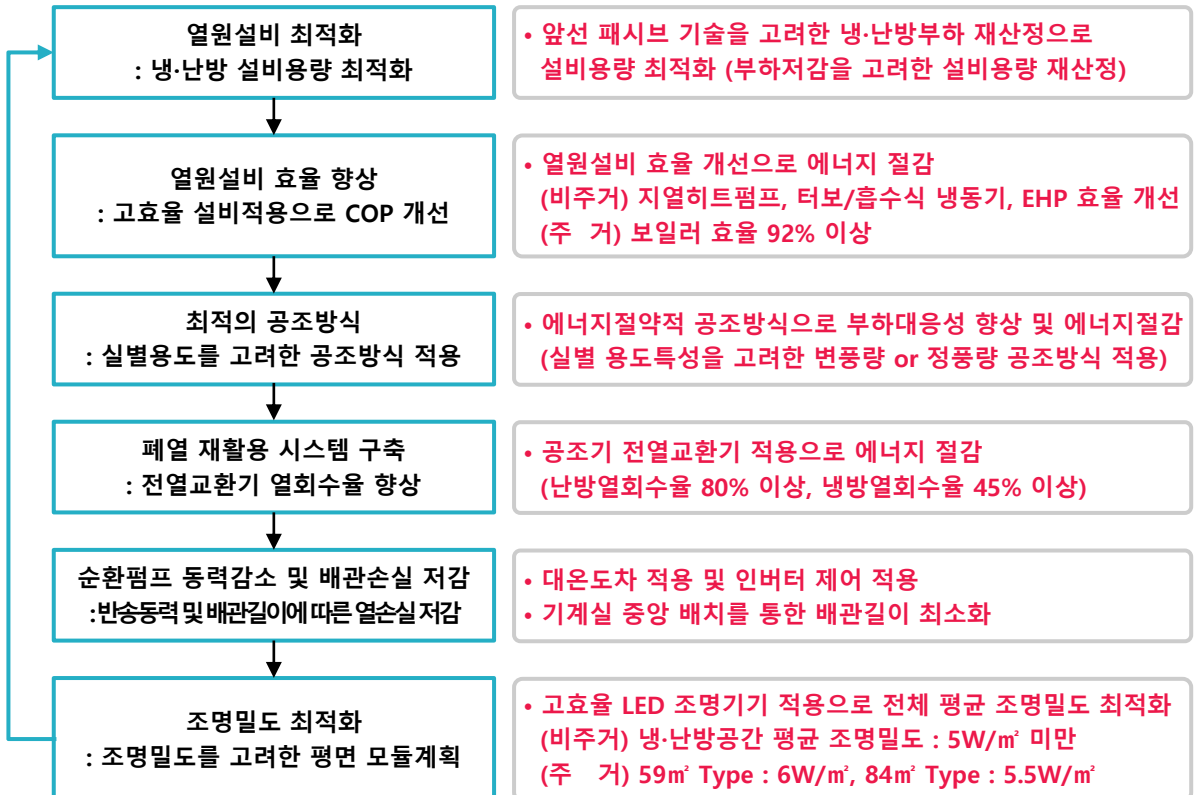 열원설비 최적화
: 냉·난방 설비용량 최적화
• 앞선 패시브 기술을 고려한 냉·난방부하 재산정으로
설비용량 최적화 (부하저감을 고려한 설비용량 재산정)
열원설비 효율 향상
: 고효율 설비적용으로 COP 개선
• 열원설비 효율 개선으로 에너지 절감
(비주거) 지열히트펌프, 터보/흡수식 냉동기, EHP 효율 개선
(주 거) 보일러 효율 92% 이상
최적의 공조방식
: 실별용도를 고려한 공조방식 적용
• 에너지절약적 공조방식으로 부하대응성 향상 및 에너지절감
(실별 용도특성을 고려한 변풍량 or 정풍량 공조방식 적용)
폐열 재활용 시스템 구축
: 전열교환기 열회수율 향상
• 공조기 전열교환기 적용으로 에너지 절감
(난방열회수율 80% 이상, 냉방열회수율 45% 이상)
순환펌프 동력감소 및 배관손실 저감
:반송동력 및 배관길이에 따른 열손실 저감
• 대온도차 적용 및 인버터 제어 적용
• 기계실 중앙 배치를 통한 배관길이 최소화
조명밀도 최적화
: 조명밀도를 고려한 평면 모듈계획
• 고효율 LED 조명기기 적용으로 전체 평균 조명밀도 최적화
(비주거) 냉·난방공간 평균 조명밀도 : 5W/㎡ 미만
(주 거) 59㎡ Type : 6W/㎡, 84㎡ Type : 5.5W/㎡